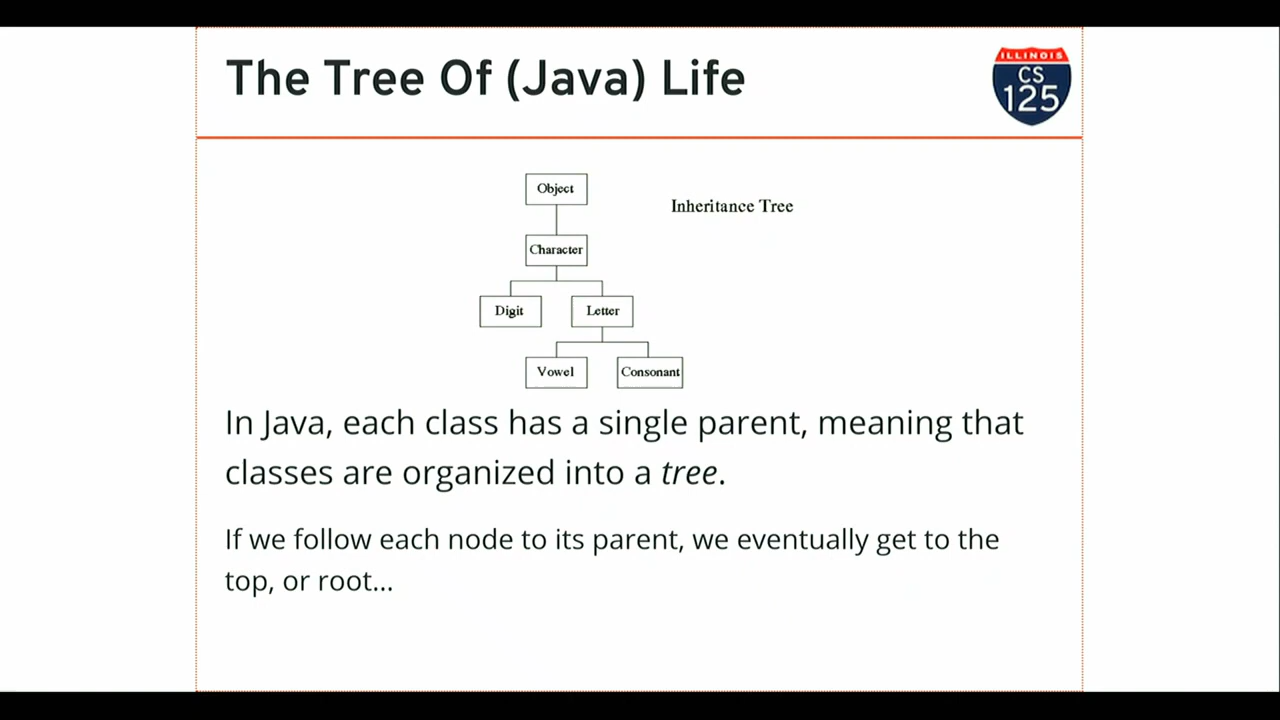 The Tree Of (Java) Life
ILLINOIS
CS
125
Object
Inheritance Tree
Character
Digit
Letter
Vowel
Consonant
In Java, each class has a single parent, meaning that
classes are organized into a tree.
If we follow each node to its parent, we eventually get to the
top, or root...